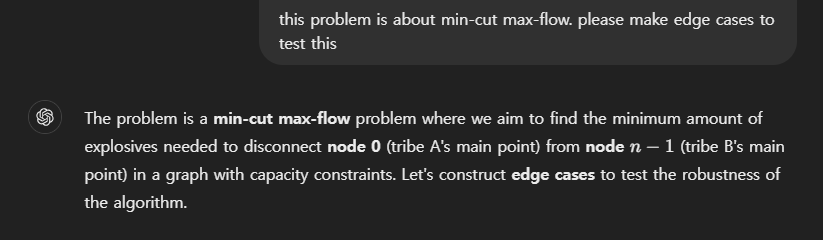 this problem is about min-cut max-flow. please make edge cases to
test this
The problem is a min-cut max-flow problem where we aim to find the minimum amount of
explosives needed to disconnect node 0 (tribe A's main point) from node n − 1 (tribe B's main
point) in a graph with capacity constraints. Let's construct edge cases to test the robustness of
the algorithm.